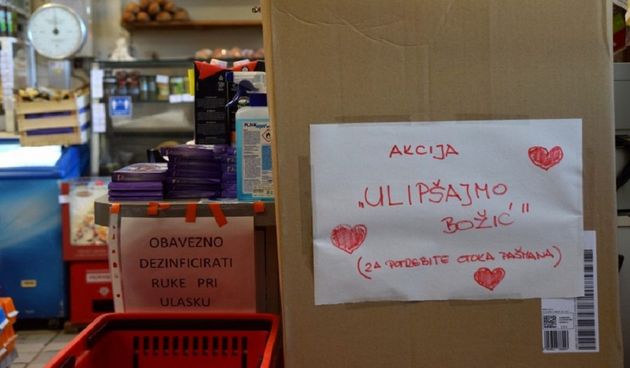 AKCIJA
„ULIPŠAJMO
BOŽIĆ"
(ZA POTREBITE OTOKA PAŠMANA)
OBAVEZNO
DEZINFICIRATI
RUKE PRI
ULASKU